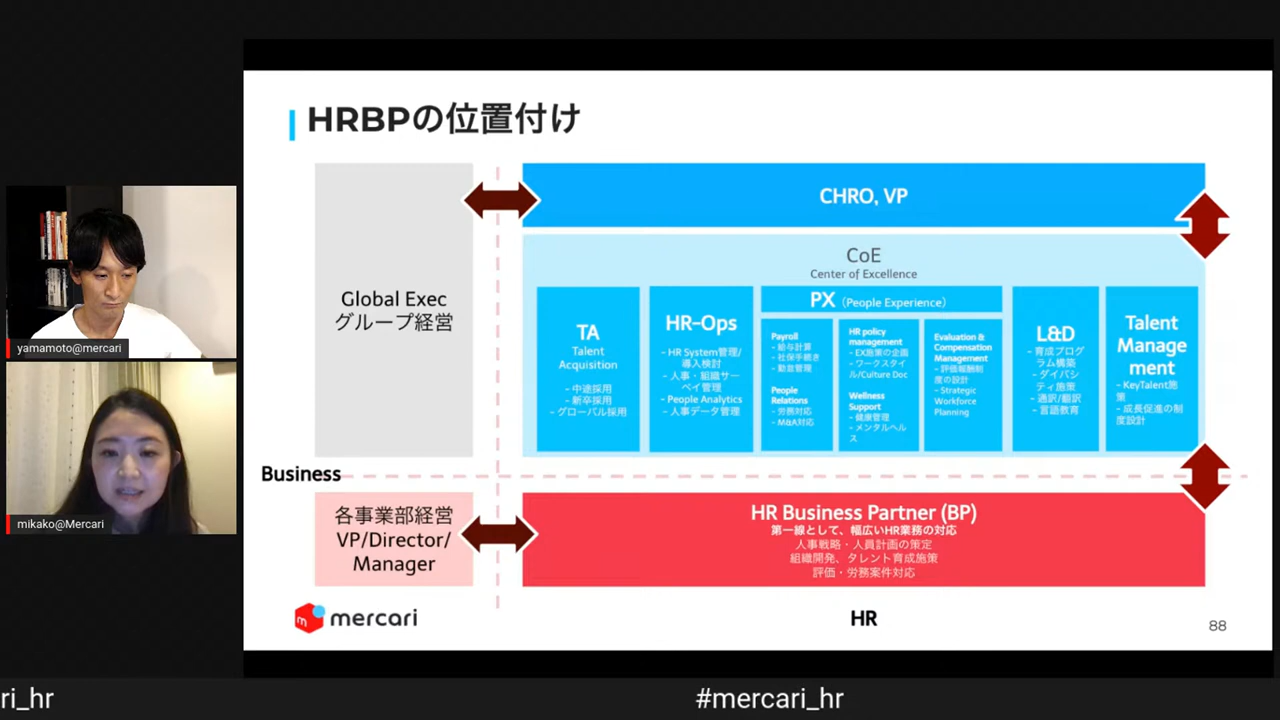 HRBPの位置付け
Global Exec
グループ経営
CHRO, VP
CoE
Center of Excellence
TA
Talent
Acquisition
- 中途採用
- 新卒採用
- グローバル採用
HR-Ops
- HR System管理/
導入検討
- 人事・組織サー
ベイ管理
- People Analytics
- 人事データ管理
PX (People Experience)
Payroll
- 給与計算
- 社保手続き
- 勤怠管理
People
Relations
- 労務対応
- M&A対応
HR policy
management
- EX施策の企画
- ワークスタイ
ル/Culture Doc
Wellness
Support
- 健康管理
- メンタルヘル
ス
Evaluation &
Compensation
Management
- 評価報酬制
度の設計
- Strategic
Workforce
Planning
L&D
- 育成プログ
ラム構築
- ダイバシ
ティ施策
- 通訳/翻訳
- 言語教育
Talent
Manage
ment
- KeyTalent施
策
- 成長促進の制
度設計
Business
各事業部経営
VP/Director/
Manager
HR Business Partner (BP)
第一線として、幅広いHR業務の対応
人事戦略・人員計画の策定
組織開発、タレント育成施策
評価・労務案件対応
mercari
HR
88
yamamoto@mercari
mikako@Mercari
ri_hr
#mercari_hr